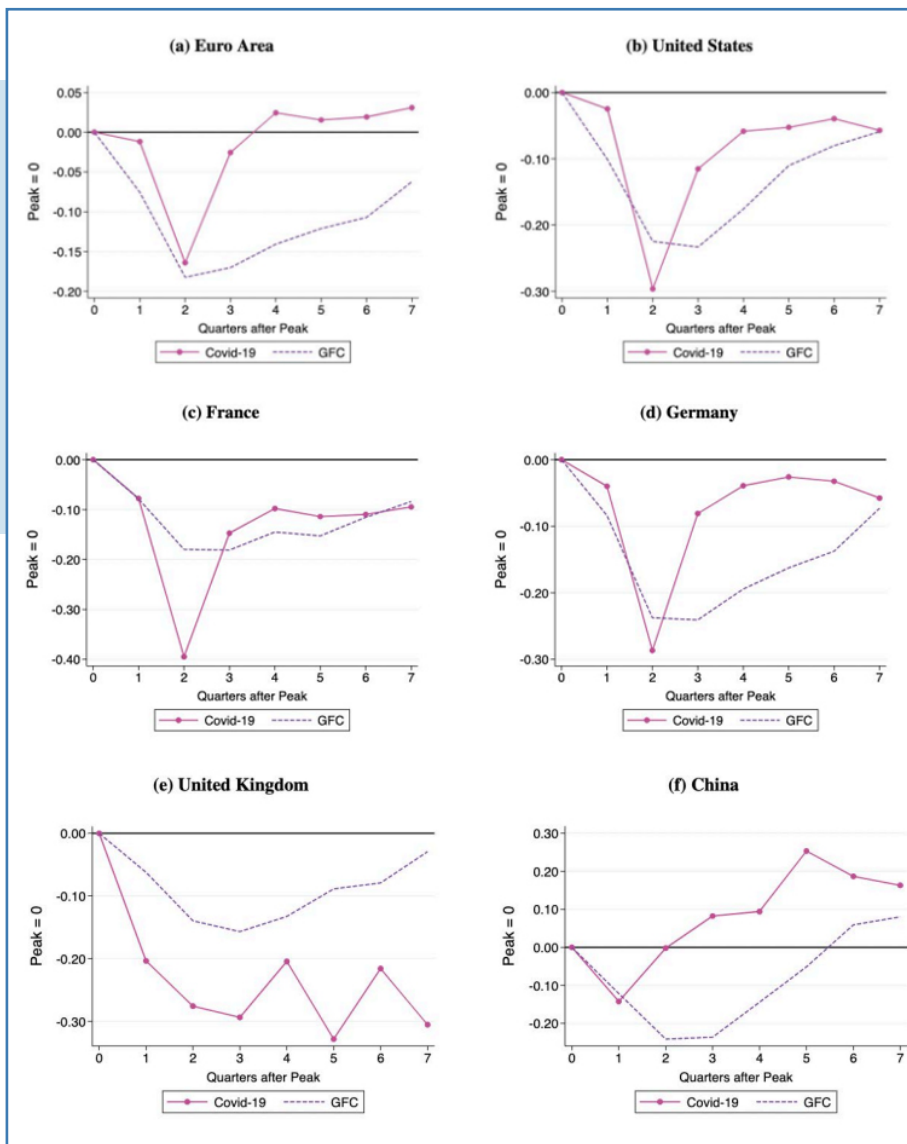 (a) Euro Area
Peak = 0
0.05
0.00
-0.05
-0.10
-0.15
-0.20
0 1 2 3 4 5 6 7
Quarters after Peak
Covid-19 GFC
(b) United States
Peak = 0
0.00
-0.10
-0.20
-0.30
0 1 2 3 4 5 6 7
Quarters after Peak
Covid-19 GFC
(c) France
Peak = 0
0.00
-0.10
-0.20
-0.30
-0.40
0 1 2 3 4 5 6 7
Quarters after Peak
Covid-19 GFC
(d) Germany
Peak = 0
0.00
-0.10
-0.20
-0.30
0 1 2 3 4 5 6 7
Quarters after Peak
Covid-19 GFC
(e) United Kingdom
Peak = 0
0.00
-0.10
-0.20
-0.30
0 1 2 3 4 5 6 7
Quarters after Peak
Covid-19 GFC
(f) China
Peak = 0
0.30
0.20
0.10
0.00
-0.10
-0.20
0 1 2 3 4 5 6 7
Quarters after Peak
Covid-19 GFC